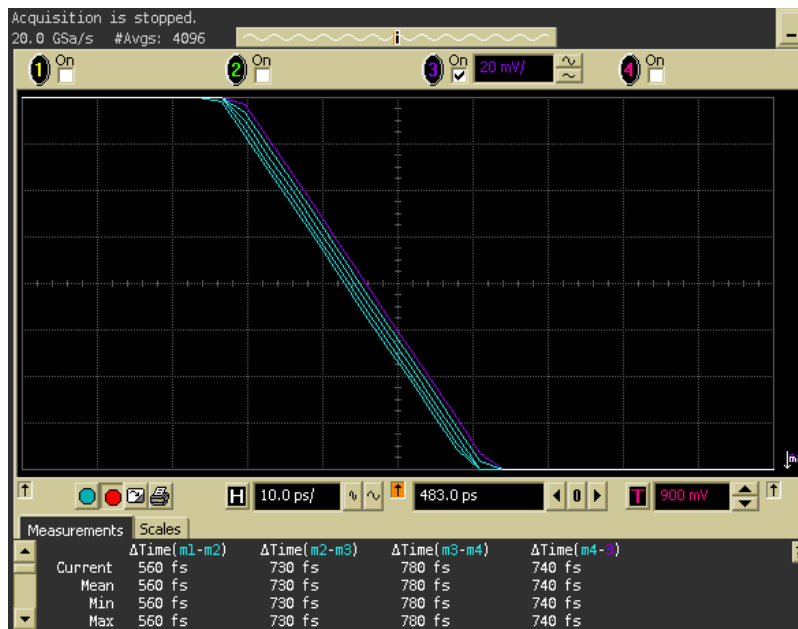 Acquisition is stopped.
20.0 GSa/s #Avgs: 4096
1 On 2 On 3 On 20 mV/ 4 On
H 10.0 ps/ 483.0 ps 0 T 900 mV
Measurements Scales
ΔTime(m1-m2) ΔTime(m2-m3) ΔTime(m3-m4) ΔTime(m4-3)
Current 560 fs 730 fs 780 fs 740 fs
Mean 560 fs 730 fs 780 fs 740 fs
Min 560 fs 730 fs 780 fs 740 fs
Max 560 fs 730 fs 780 fs 740 fs